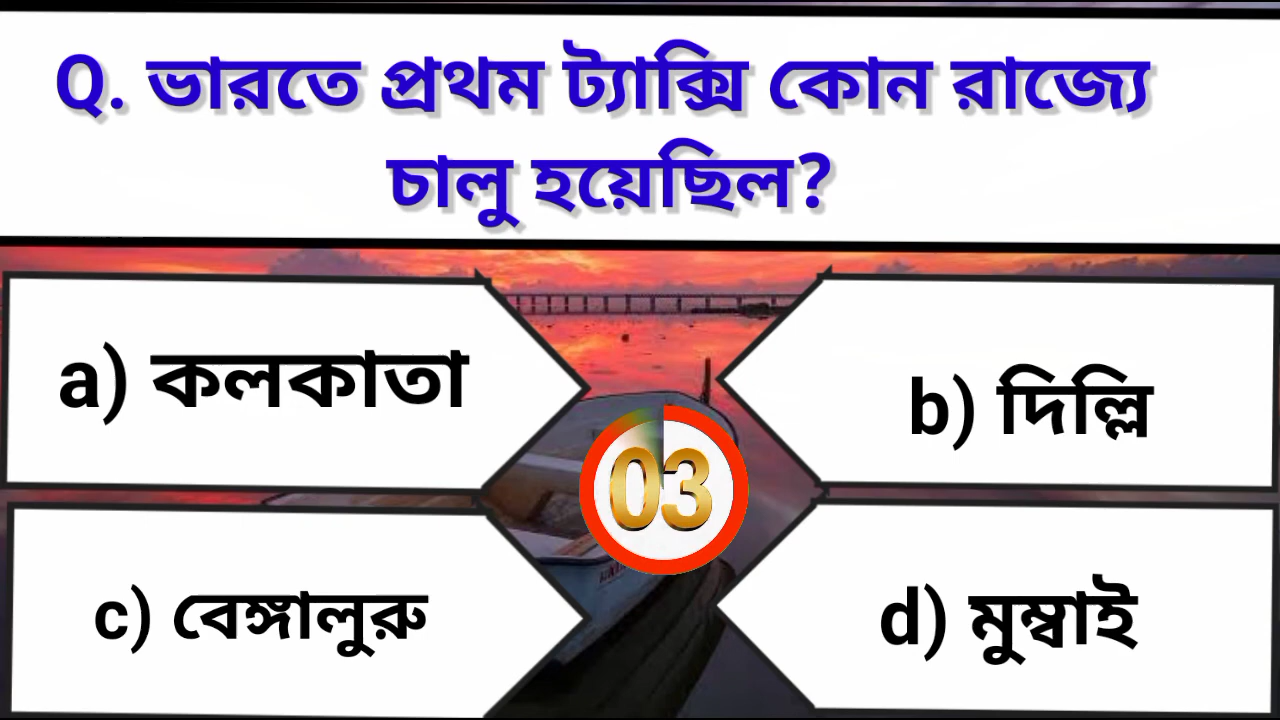 Q. ভারতে প্রথম ট্যাক্সি কোন রাজ্যে
চালু হয়েছিল?
a) কলকাতা
b) দিল্লি
03
c) বেঙ্গালুরু
d) মুম্বাই